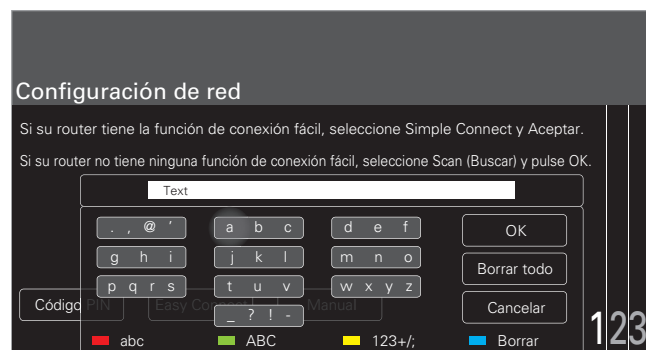 Configuración de red
Si su router tiene la función de conexión fácil, seleccione Simple Connect y Aceptar.
Si su router no tiene ninguna función de conexión fácil, seleccione Scan (Buscar) y pulse OK.
Text
. , @ ' a b c d e f OK
g h i j k l m n o Borrar todo
p q r s t u v w x y z
Código PIN Easy Connect Manual Cancelar
_ ? ! -
123
abc ABC 123+/; Borrar